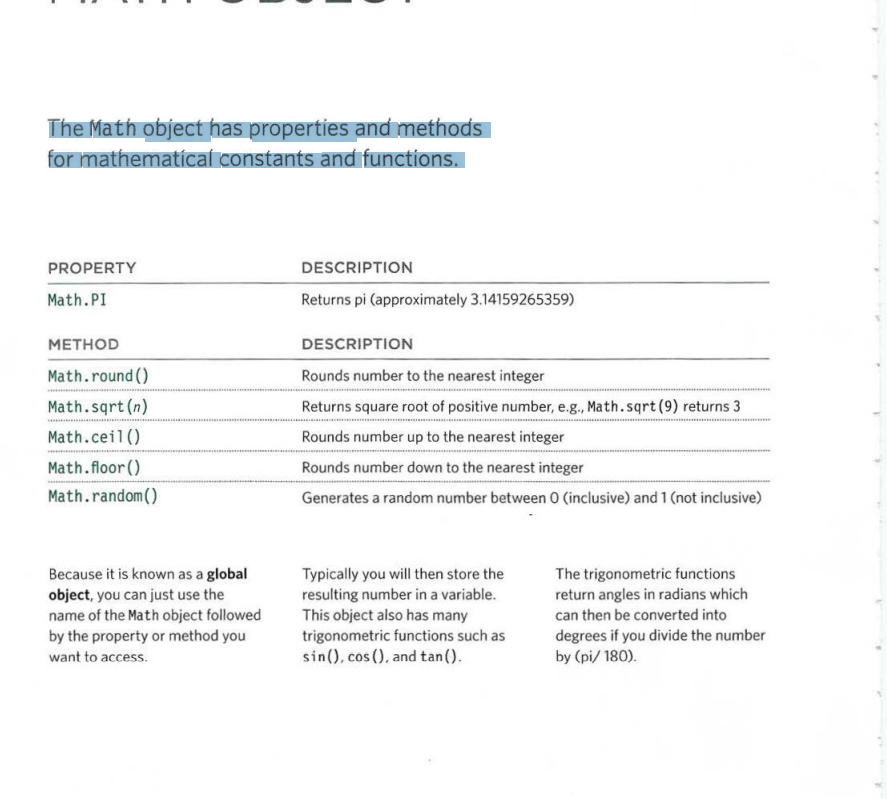 MATH OBJECT
The Math object has properties and methods
for mathematical constants and functions.
PROPERTY DESCRIPTION
Math.PI Returns pi (approximately 3.14159265359)
METHOD DESCRIPTION
Math.round() Rounds number to the nearest integer
Math.sqrt(n) Returns square root of positive number, e.g., Math.sqrt(9) returns 3
Math.ceil() Rounds number up to the nearest integer
Math.floor() Rounds number down to the nearest integer
Math.random() Generates a random number between 0 (inclusive) and 1 (not inclusive)
Because it is known as a global
object, you can just use the
name of the Math object followed
by the property or method you
want to access.
Typically you will then store the
resulting number in a variable.
This object also has many
trigonometric functions such as
sin(), cos(), and tan().
The trigonometric functions
return angles in radians which
can then be converted into
degrees if you divide the number
by (pi/ 180).